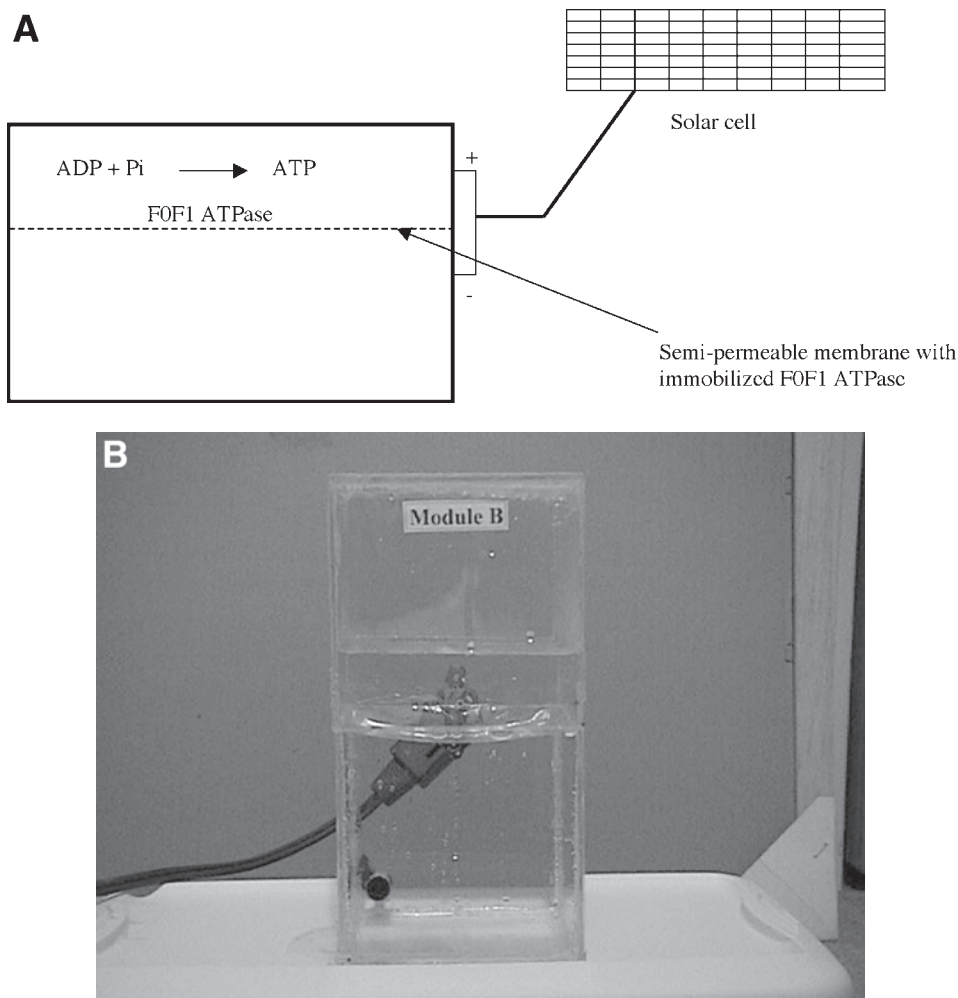 A
Solar cell
+
ADP + Pi → ATP
F0F1 ATPase
-
Semi-permeable membrane with
immobilized F0F1 ATPase
B
Module B